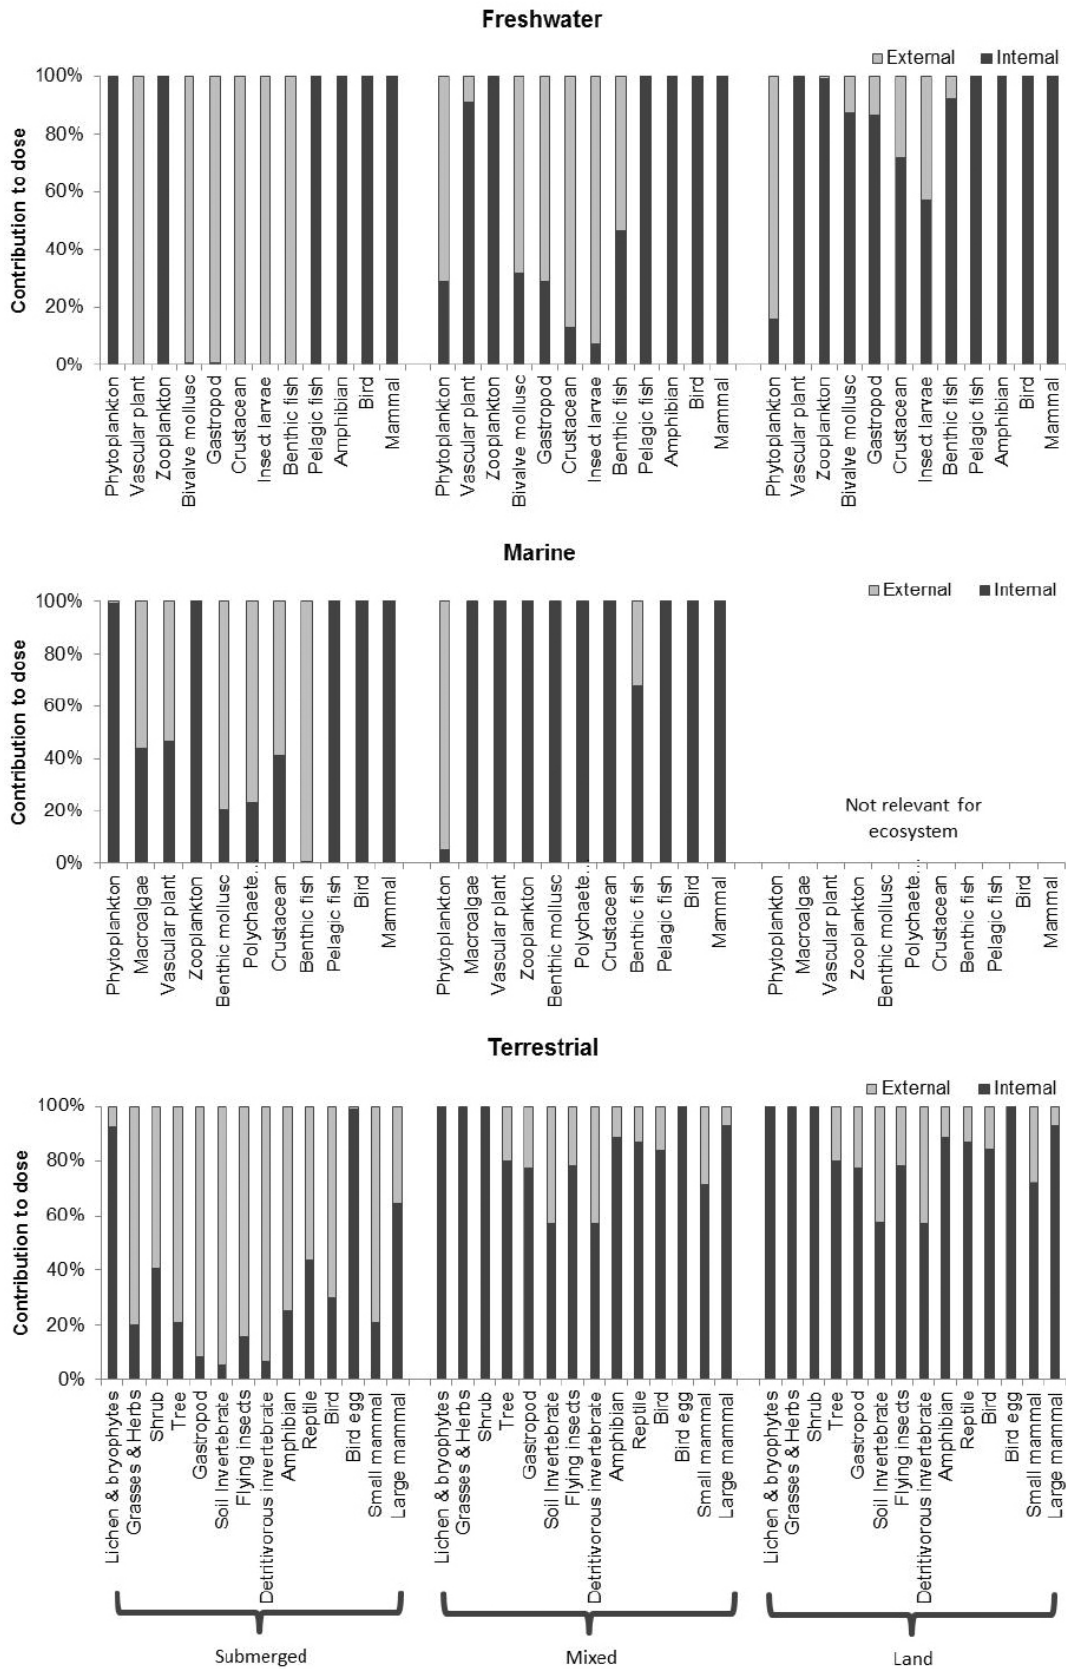 Freshwater
External Internal
Contribution to dose
100%
80%
60%
40%
20%
0%
Phytoplankton
Vascular plant
Zooplankton
Bivalve mollusc
Gastropod
Crustacean
Insect larvae
Benthic fish
Pelagic fish
Amphibian
Bird
Mammal
Phytoplankton
Vascular plant
Zooplankton
Bivalve mollusc
Gastropod
Crustacean
Insect larvae
Benthic fish
Pelagic fish
Amphibian
Bird
Mammal
Phytoplankton
Vascular plant
Zooplankton
Bivalve mollusc
Gastropod
Crustacean
Insect larvae
Benthic fish
Pelagic fish
Amphibian
Bird
Mammal
Marine
External Internal
Contribution to dose
100%
80%
60%
40%
20%
0%
Not relevant for
ecosystem
Phytoplankton
Macroalgae
Vascular plant
Zooplankton
Benthic mollusc
Polychaete...
Crustacean
Benthic fish
Pelagic fish
Bird
Mammal
Phytoplankton
Macroalgae
Vascular plant
Zooplankton
Benthic mollusc
Polychaete...
Crustacean
Benthic fish
Pelagic fish
Bird
Mammal
Phytoplankton
Macroalgae
Vascular plant
Zooplankton
Benthic mollusc
Polychaete...
Crustacean
Benthic fish
Pelagic fish
Bird
Mammal
Terrestrial
External Internal
Contribution to dose
100%
80%
60%
40%
20%
0%
Lichen & bryophytes
Grasses & Herbs
Shrub
Tree
Gastropod
Soil Invertebrate
Flying insects
Detritivorous invertebrate
Amphibian
Reptile
Bird
Bird egg
Small mammal
Large mammal
Lichen & bryophytes
Grasses & Herbs
Shrub
Tree
Gastropod
Soil Invertebrate
Flying insects
Detritivorous invertebrate
Amphibian
Reptile
Bird
Bird egg
Small mammal
Large mammal
Lichen & bryophytes
Grasses & Herbs
Shrub
Tree
Gastropod
Soil Invertebrate
Flying insects
Detritivorous invertebrate
Amphibian
Reptile
Bird
Bird egg
Small mammal
Large mammal
Submerged
Mixed
Land